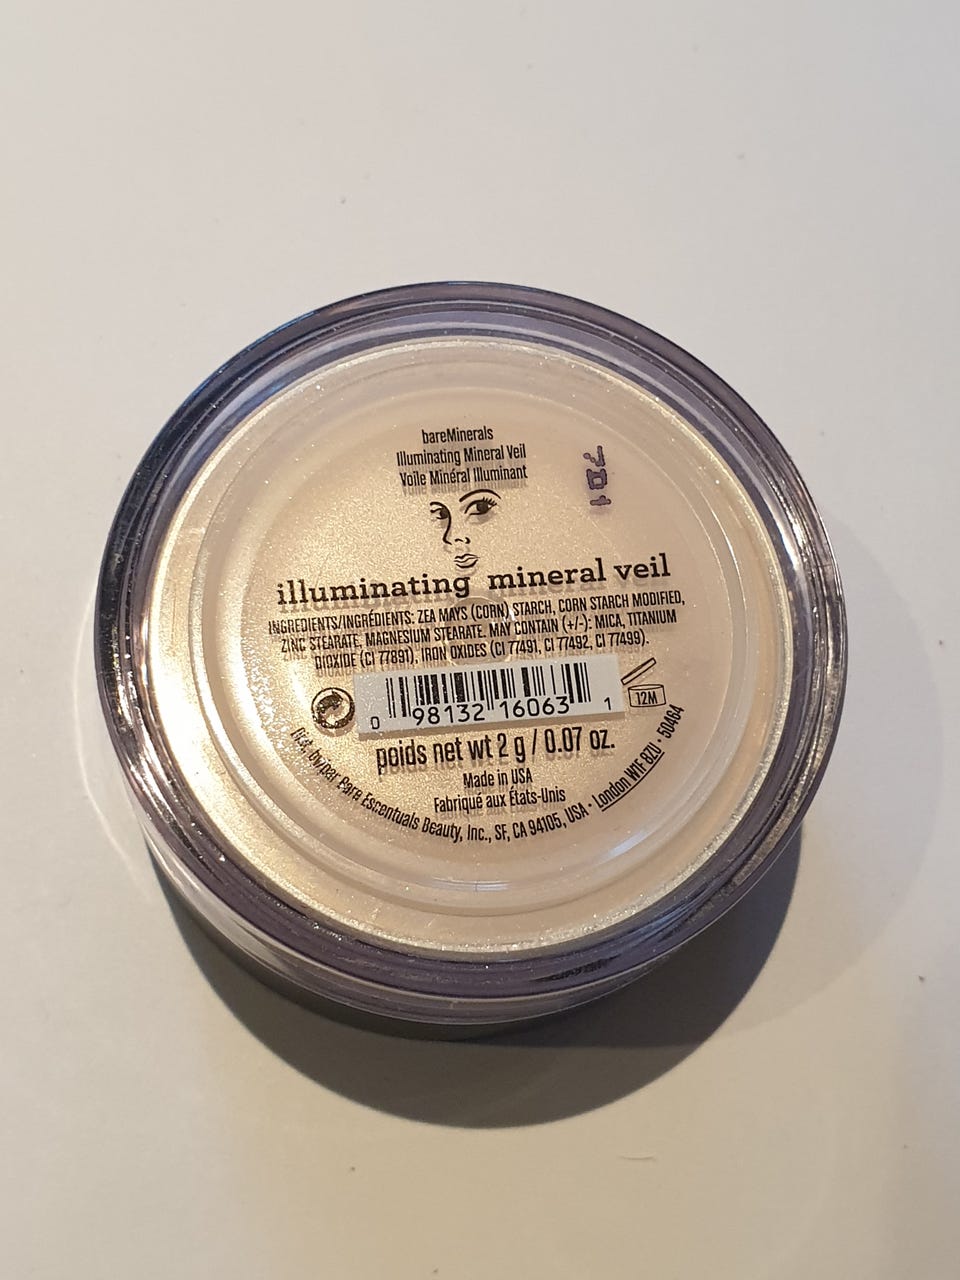 bareMinerals
Illuminating Mineral Veil
Voile Minéral Illuminant
illuminating mineral veil
INGREDIENTS/INGRÉDIENTS: ZEA MAYS (CORN) STARCH, CORN STARCH MODIFIED,
ZINC STEARATE, MAGNESIUM STEARATE. MAY CONTAIN (+/-): MICA, TITANIUM
DIOXIDE (CI 77891), IRON OXIDES (CI 77491, CI 77492, CI 77499).
0 98132 16063 1
12M
poids net wt 2 g / 0.07 oz.
Made in USA
Fabriqué aux États-Unis
Bare Escentuals Beauty, Inc., SF, CA 94105, USA • London W1F 8ZU • 50464